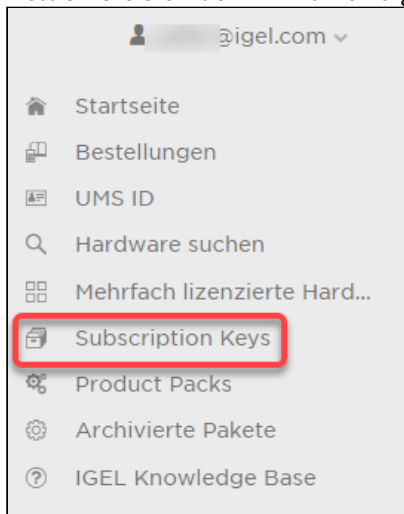 @igel.com
Startseite
Bestellungen
UMS ID
Hardware suchen
Mehrfach lizenzierte Hard...
Subscription Keys
Product Packs
Archivierte Pakete
IGEL Knowledge Base